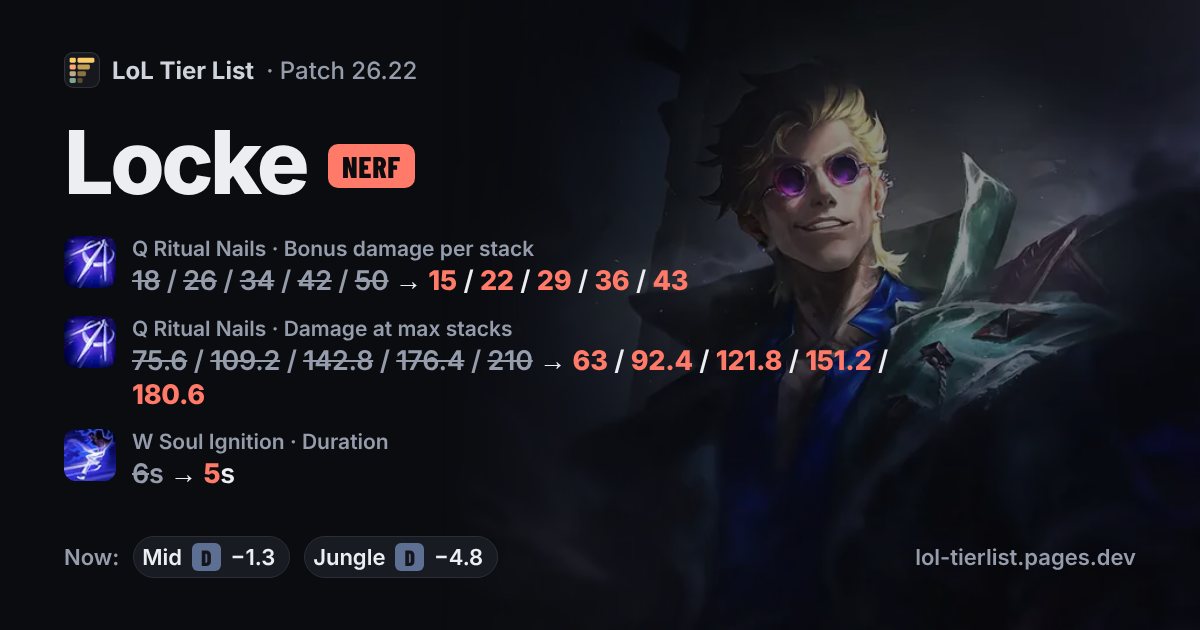 LoL Tier List · Patch 26.22
Locke NERF
Q Ritual Nails · Bonus damage per stack
18 / 26 / 34 / 42 / 50 → 15 / 22 / 29 / 36 / 43
Q Ritual Nails · Damage at max stacks
75.6 / 109.2 / 142.8 / 176.4 / 210 → 63 / 92.4 / 121.8 / 151.2 /
180.6
W Soul Ignition · Duration
6s → 5s
Now: Mid D −1.3 Jungle D −4.8
lol-tierlist.pages.dev